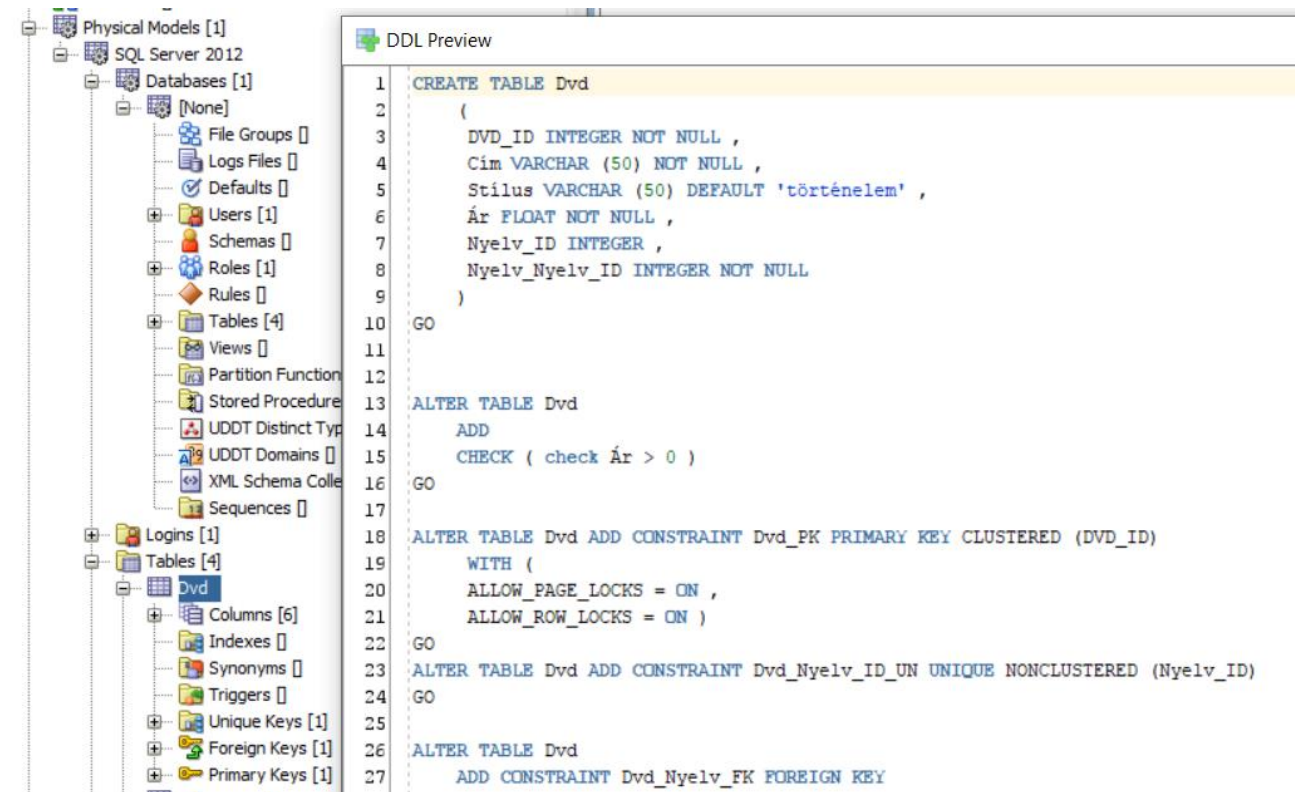 Physical Models [1]
SQL Server 2012
Databases [1]
[None]
File Groups []
Logs Files []
Defaults []
Users [1]
Schemas []
Roles [1]
Rules []
Tables [4]
Views []
Partition Function
Stored Procedure
UDDT Distinct Typ
UDDT Domains []
XML Schema Colle
Sequences []
Logins [1]
Tables [4]
Dvd
Columns [6]
Indexes []
Synonyms []
Triggers []
Unique Keys [1]
Foreign Keys [1]
Primary Keys [1]
DDL Preview
1 CREATE TABLE Dvd
2 (
3 DVD_ID INTEGER NOT NULL ,
4 Cím VARCHAR (50) NOT NULL ,
5 Stílus VARCHAR (50) DEFAULT 'történelem' ,
6 Ár FLOAT NOT NULL ,
7 Nyelv_ID INTEGER ,
8 Nyelv_Nyelv_ID INTEGER NOT NULL
9 )
10 GO
11
12
13 ALTER TABLE Dvd
14 ADD
15 CHECK ( check Ár > 0 )
16 GO
17
18 ALTER TABLE Dvd ADD CONSTRAINT Dvd_PK PRIMARY KEY CLUSTERED (DVD_ID)
19 WITH (
20 ALLOW_PAGE_LOCKS = ON ,
21 ALLOW_ROW_LOCKS = ON )
22 GO
23 ALTER TABLE Dvd ADD CONSTRAINT Dvd_Nyelv_ID_UN UNIQUE NONCLUSTERED (Nyelv_ID)
24 GO
25
26 ALTER TABLE Dvd
27 ADD CONSTRAINT Dvd_Nyelv_FK FOREIGN KEY